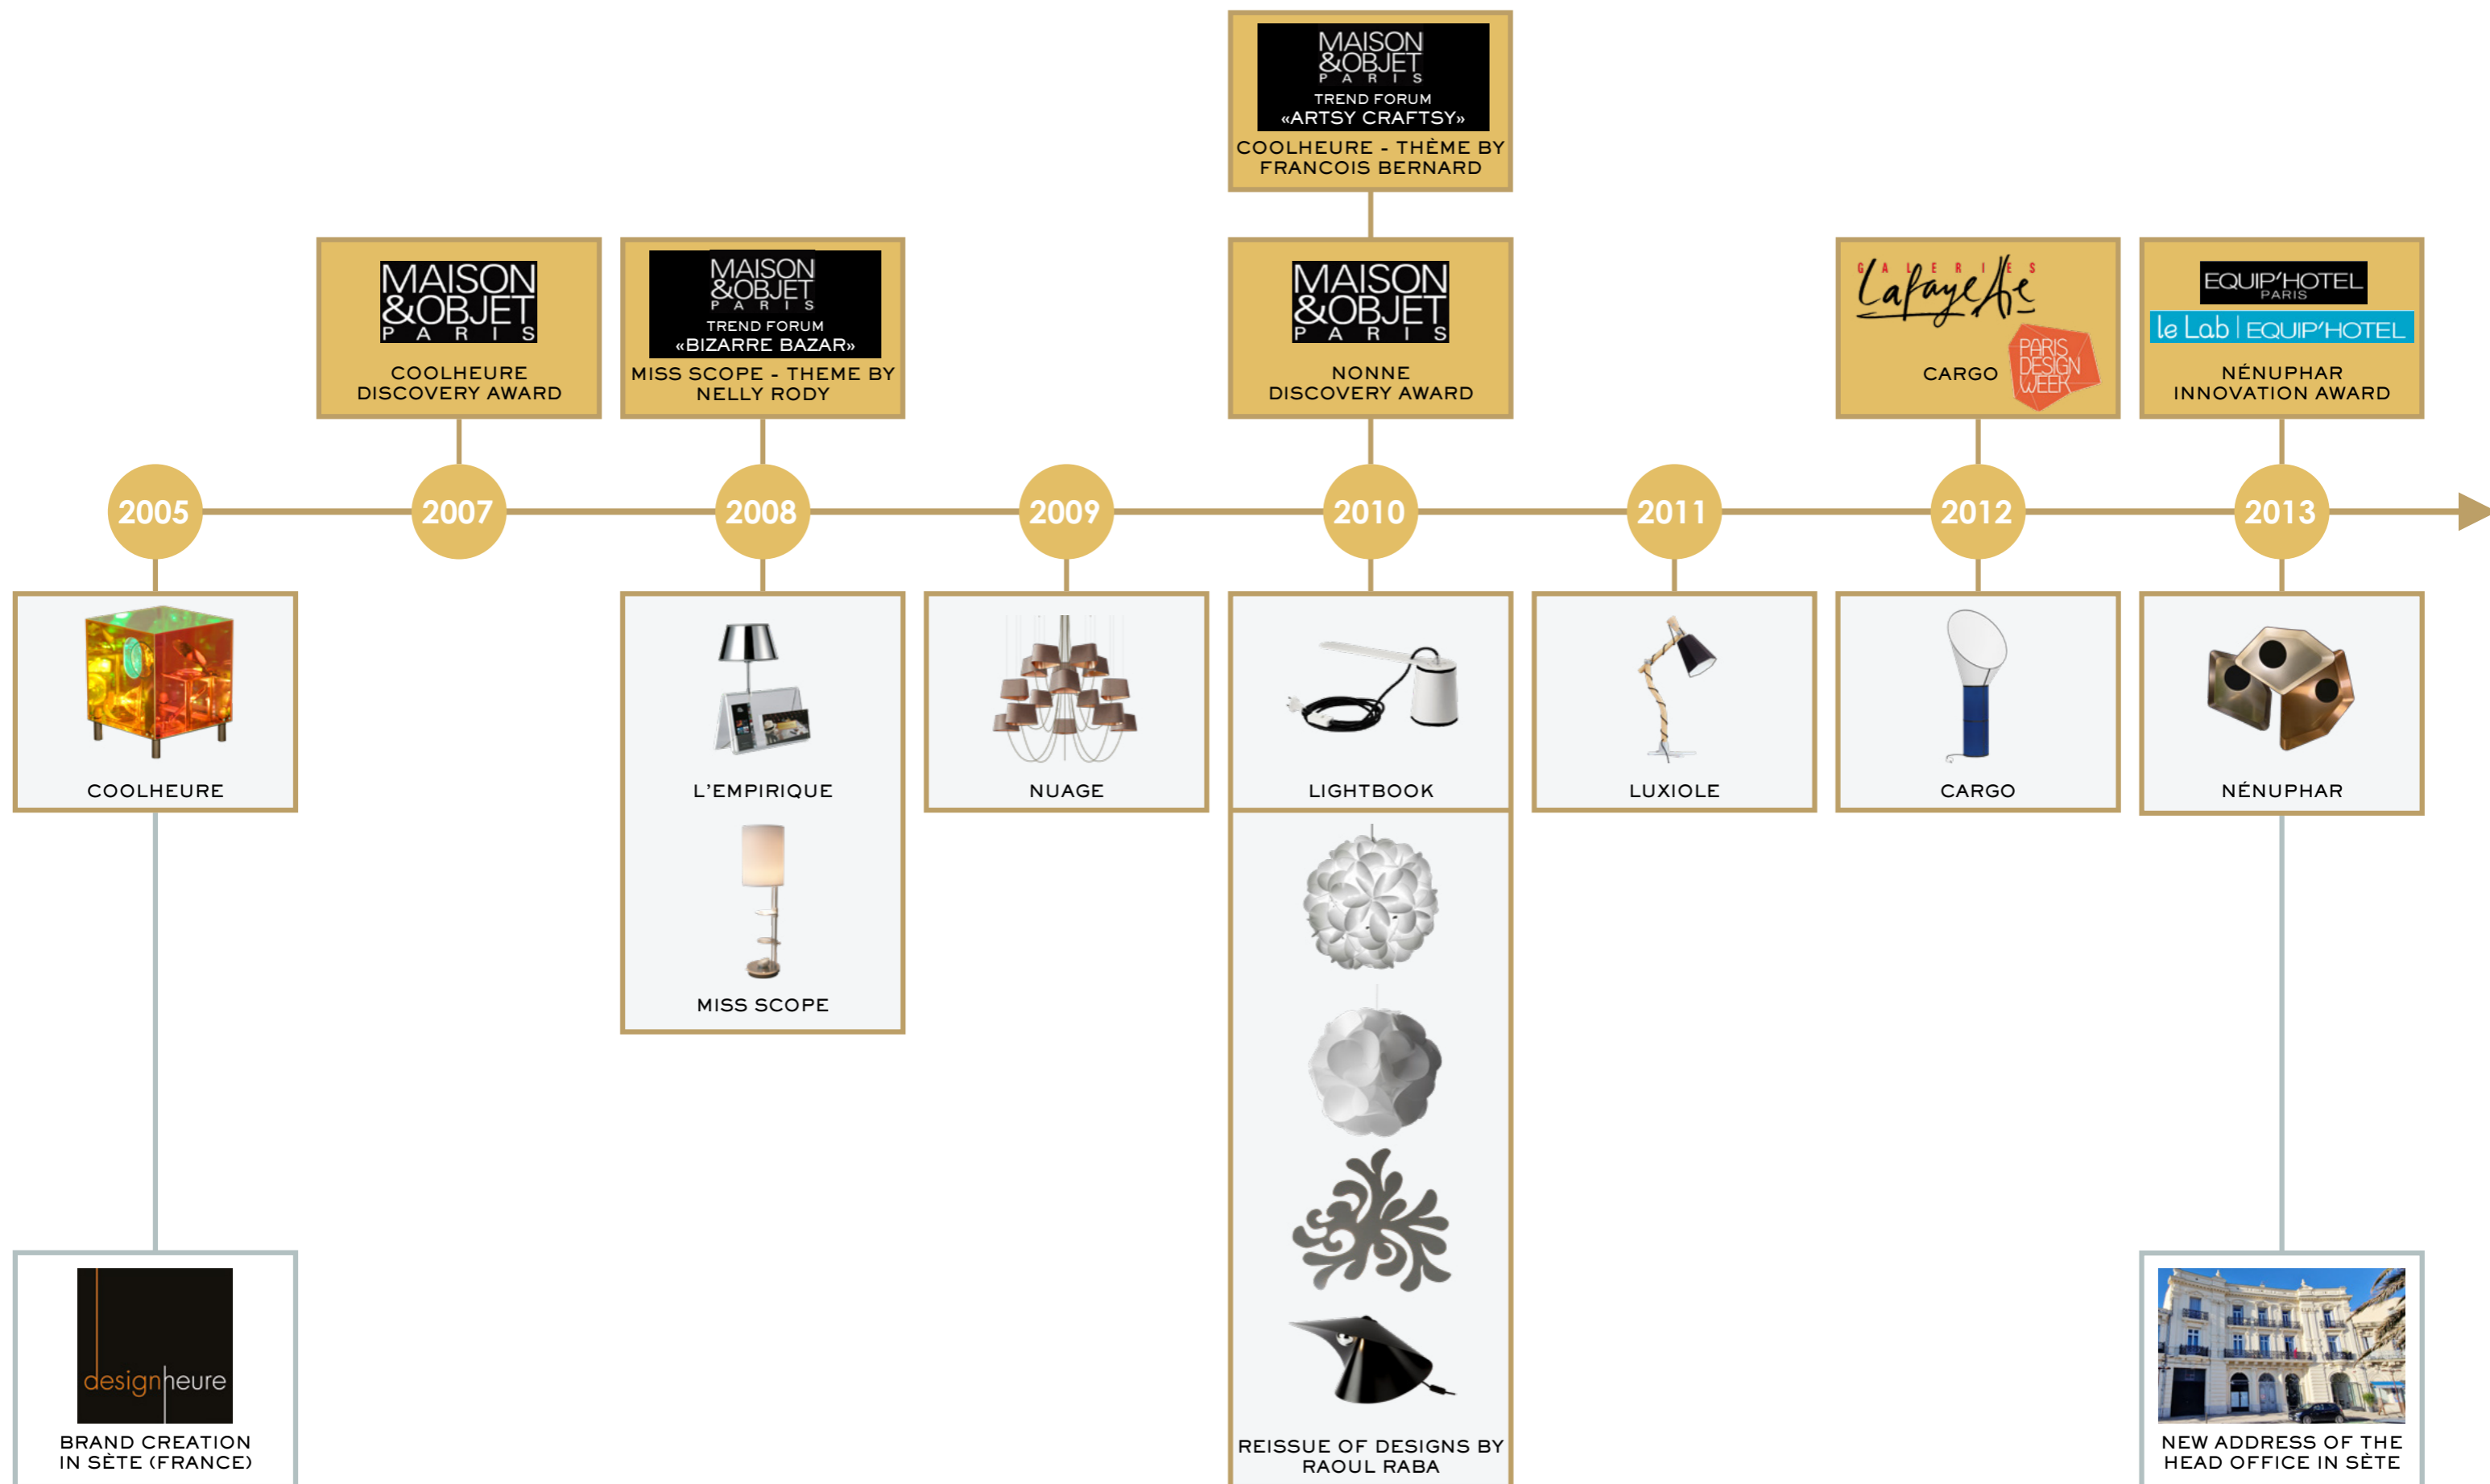 MAISON
&OBJET
PARIS
TREND FORUM
«ARTSY CRAFTSY»
COOLHEURE - THÈME BY
FRANCOIS BERNARD
MAISON
&OBJET
PARIS
COOLHEURE
DISCOVERY AWARD
MAISON
&OBJET
PARIS
TREND FORUM
«BIZARRE BAZAR»
MISS SCOPE - THEME BY
NELLY RODY
MAISON
&OBJET
PARIS
NONNE
DISCOVERY AWARD
GALERIES
Lafayette
CARGO
PARIS
DESIGN
WEEK
EQUIP'HOTEL
PARIS
le Lab | EQUIP'HOTEL
NÉNUPHAR
INNOVATION AWARD
2005
2007
2008
2009
2010
2011
2012
2013
COOLHEURE
L'EMPIRIQUE
NUAGE
LIGHTBOOK
LUXIOLE
CARGO
NÉNUPHAR
MISS SCOPE
designheure
BRAND CREATION
IN SÈTE (FRANCE)
REISSUE OF DESIGNS BY
RAOUL RABA
NEW ADDRESS OF THE
HEAD OFFICE IN SÈTE